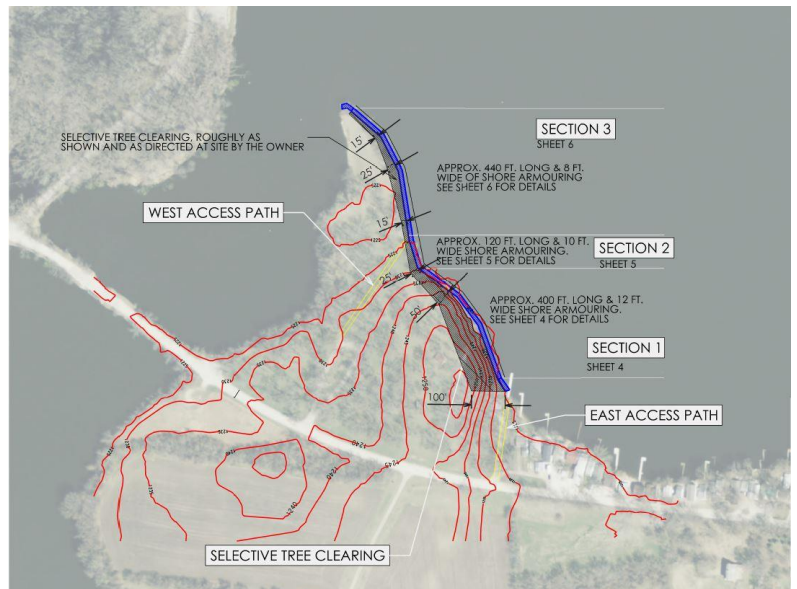 SECTION 3
SHEET 6
15'
SELECTIVE TREE CLEARING, ROUGHLY AS
SHOWN AND AS DIRECTED AT SITE BY THE OWNER
25'
APPROX. 440 FT. LONG & 8 FT.
WIDE OF SHORE ARMOURING
SEE SHEET 6 FOR DETAILS
WEST ACCESS PATH
15'
APPROX. 120 FT. LONG & 10 FT.
WIDE SHORE ARMOURING.
SEE SHEET 5 FOR DETAILS
SECTION 2
SHEET 5
25'
50'
APPROX. 400 FT. LONG & 12 FT.
WIDE SHORE ARMOURING.
SEE SHEET 4 FOR DETAILS
SECTION 1
SHEET 4
100'
EAST ACCESS PATH
1240
1245
1240
SELECTIVE TREE CLEARING